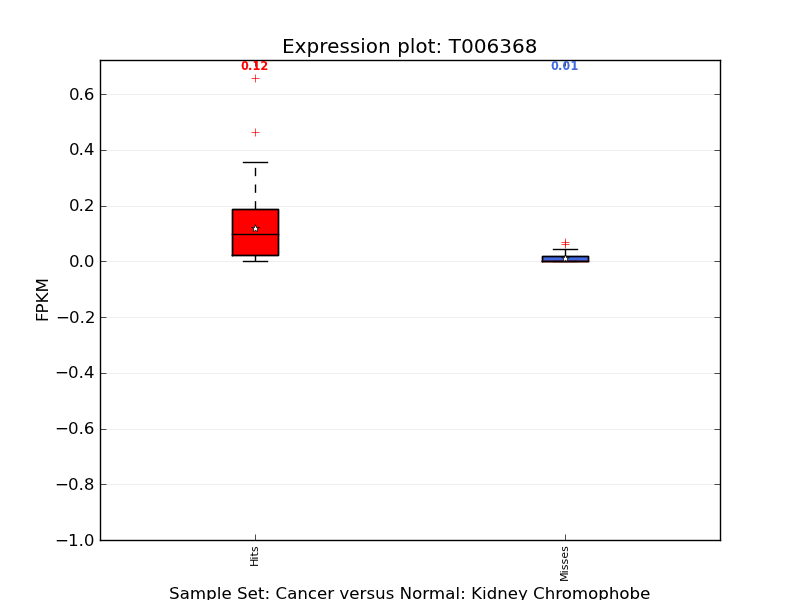 Expression plot: T006368
0.12
0.01
0.6
0.4
0.2
0.0
−0.2
−0.4
−0.6
−0.8
−1.0
FPKM
Hits
Misses
Sample Set: Cancer versus Normal: Kidney Chromophobe